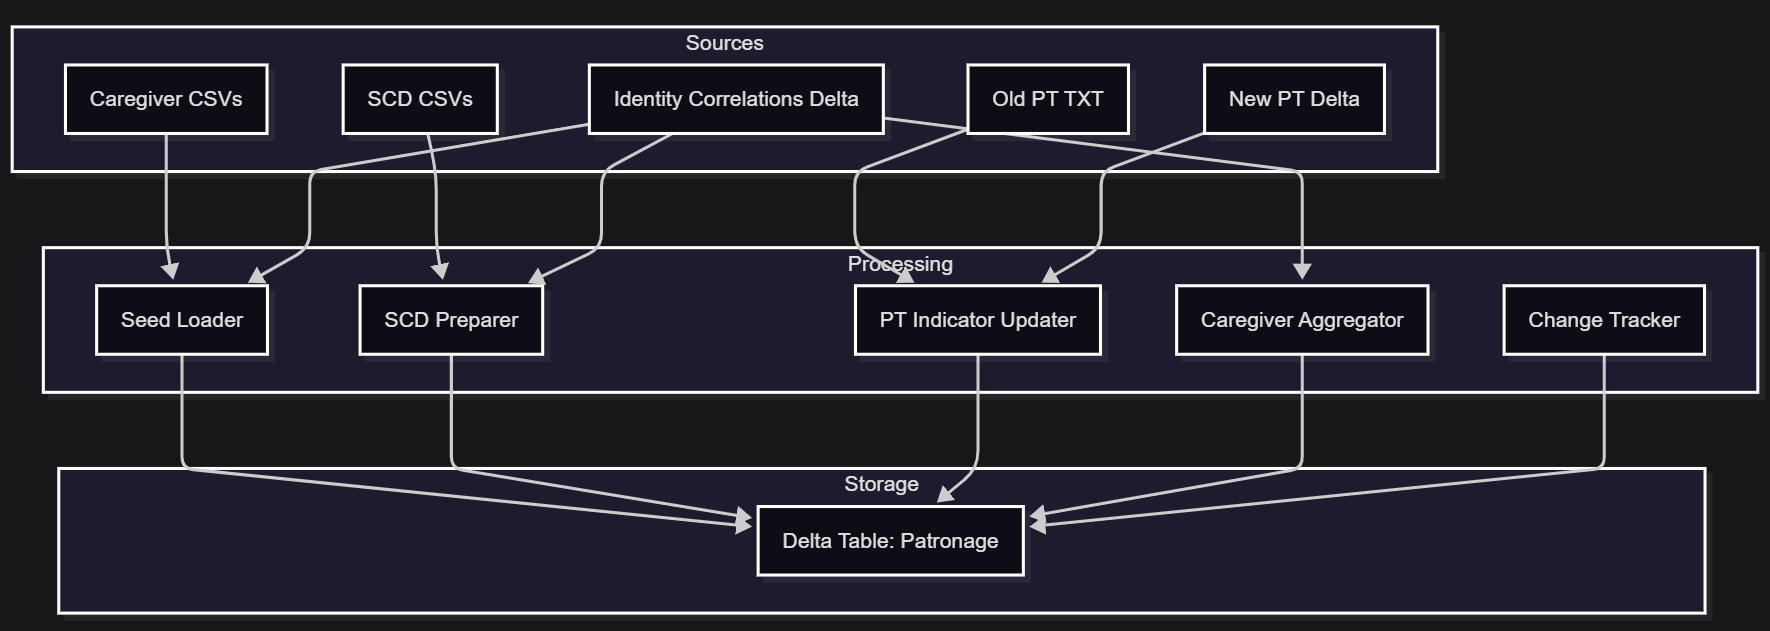 Sources
Caregiver CSVs
SCD CSVs
Identity Correlations Delta
Old PT TXT
New PT Delta
Processing
Seed Loader
SCD Preparer
PT Indicator Updater
Caregiver Aggregator
Change Tracker
Storage
Delta Table: Patronage